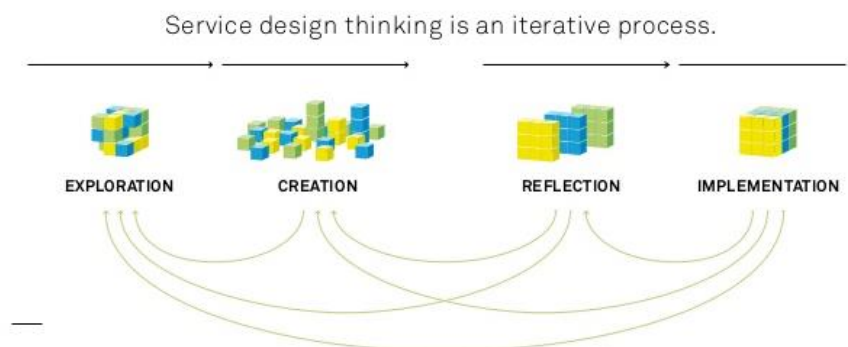 Service design thinking is an iterative process.
EXPLORATION
CREATION
REFLECTION
IMPLEMENTATION